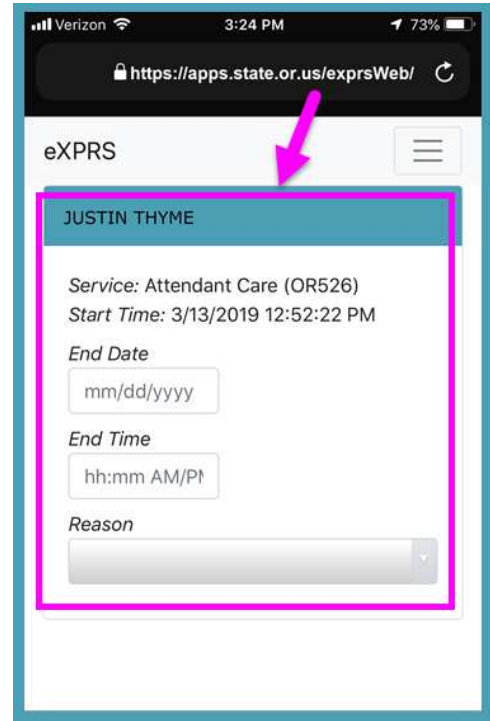 Verizon 3:24 PM 73%
https://apps.state.or.us/exprsWeb/
eXPRS
JUSTIN THYME
Service: Attendant Care (OR526)
Start Time: 3/13/2019 12:52:22 PM
End Date
mm/dd/yyyy
End Time
hh:mm AM/PM
Reason